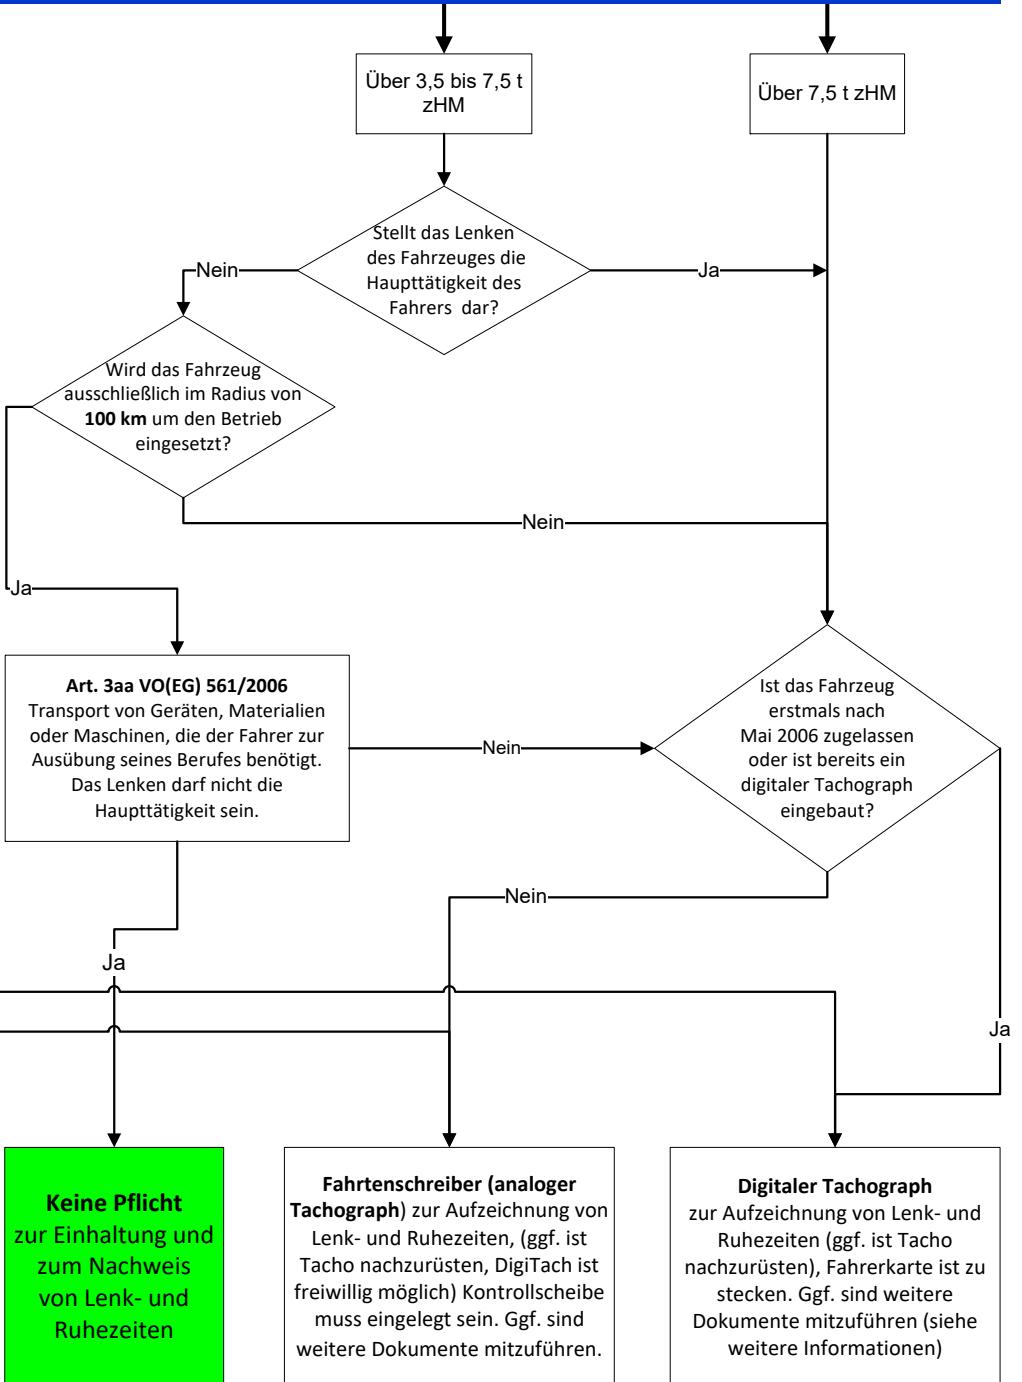 Über 3,5 bis 7,5 t
zHM
Über 7,5 t zHM
Stellt das Lenken
des Fahrzeuges die
Haupttätigkeit des
Fahrers dar?
Nein
Ja
Wird das Fahrzeug
ausschließlich im Radius von
100 km um den Betrieb
eingesetzt?
Nein
Ja
Art. 3aa VO(EG) 561/2006
Transport von Geräten, Materialien
oder Maschinen, die der Fahrer zur
Ausübung seines Berufes benötigt.
Das Lenken darf nicht die
Haupttätigkeit sein.
Nein
Ist das Fahrzeug
erstmals nach
Mai 2006 zugelassen
oder ist bereits ein
digitaler Tachograph
eingebaut?
Nein
Ja
Ja
Keine Pflicht
zur Einhaltung und
zum Nachweis
von Lenk- und
Ruhezeiten
Fahrtenschreiber (analoger
Tachograph) zur Aufzeichnung von
Lenk- und Ruhezeiten, (ggf. ist
Tacho nachzurüsten, DigiTach ist
freiwillig möglich) Kontrollscheibe
muss eingelegt sein. Ggf. sind
weitere Dokumente mitzuführen.
Digitaler Tachograph
zur Aufzeichnung von Lenk- und
Ruhezeiten (ggf. ist Tacho
nachzurüsten), Fahrerkarte ist zu
stecken. Ggf. sind weitere
Dokumente mitzuführen (siehe
weitere Informationen)